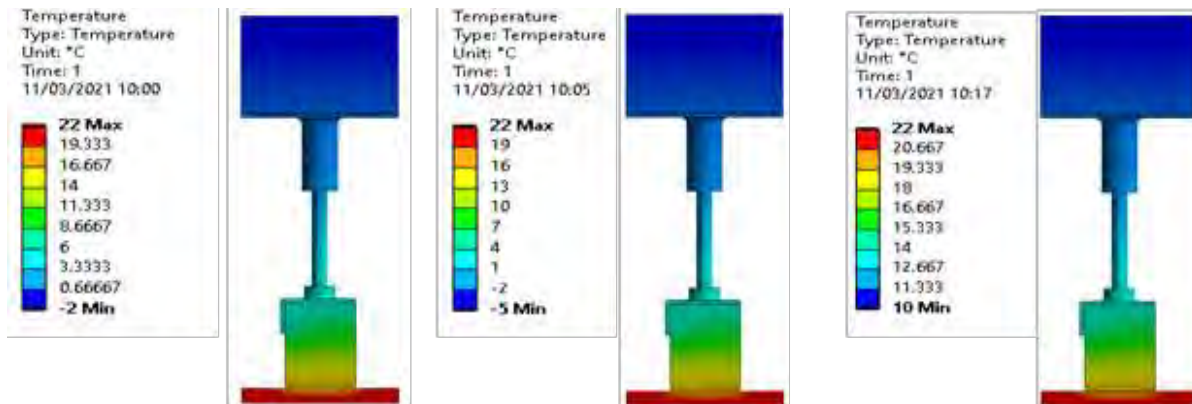 Temperature
Type: Temperature
Unit: °C
Time: 1
11/03/2021 10:00
22 Max
19.333
16.667
14
11.333
8.6667
6
3.3333
0.66667
-2 Min
Temperature
Type: Temperature
Unit: °C
Time: 1
11/03/2021 10:05
22 Max
19
16
13
10
7
4
1
-2
-5 Min
Temperature
Type: Temperature
Unit: °C
Time: 1
11/03/2021 10:17
22 Max
20.667
19.333
18
16.667
15.333
14
12.667
11.333
10 Min